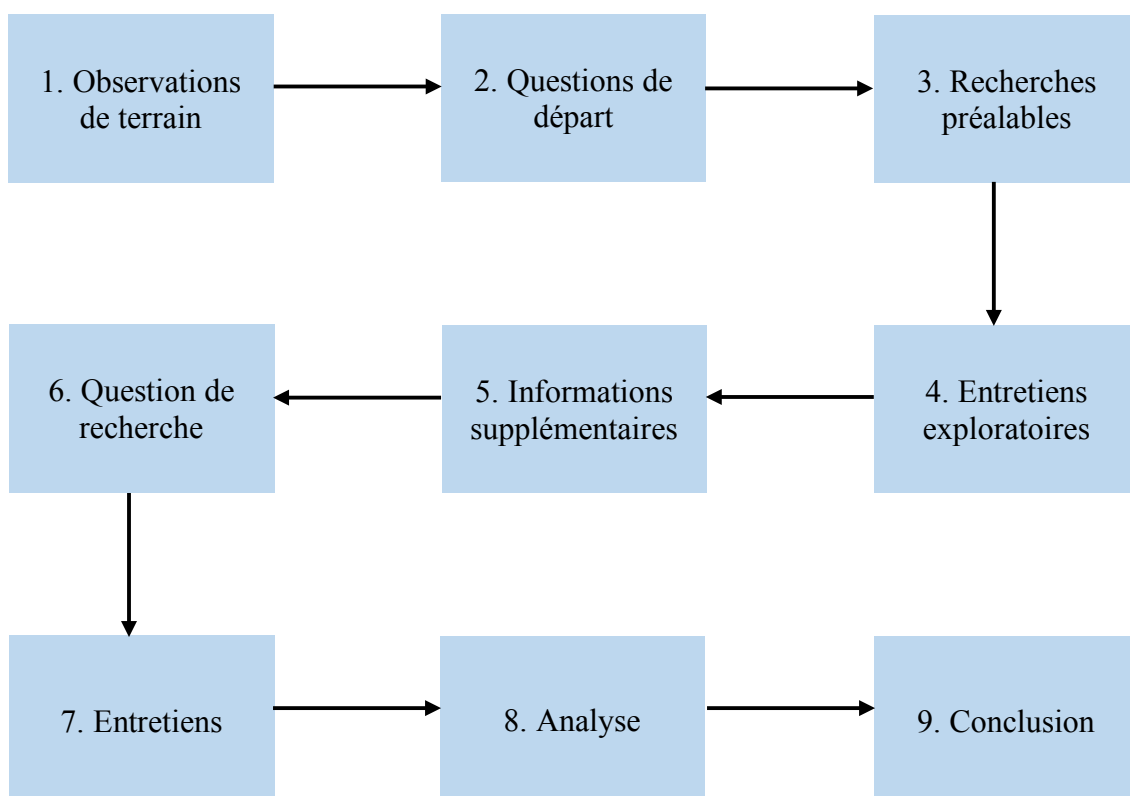 1. Observations
de terrain
2. Questions de
départ
3. Recherches
préalables
4. Entretiens
exploratoires
5. Informations
supplémentaires
6. Question de
recherche
7. Entretiens
8. Analyse
9. Conclusion